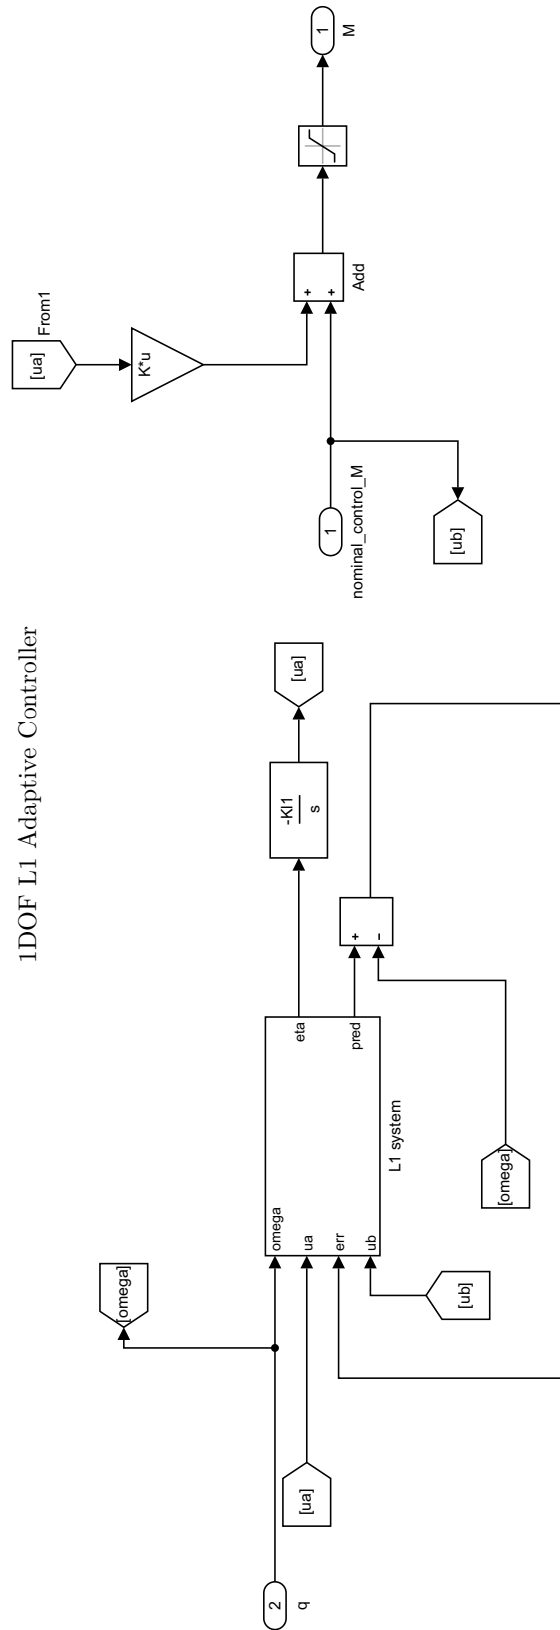 1DOF L1 Adaptive Controller
2
q
[omega]
[ua]
omega
ua
err
ub
eta
pred
L1 system
[ub]
[omega]
+
−
-Kl1
s
[ua]
[ua]
From1
K*u
1
nominal_control_M
[ub]
+
+
Add
1
M